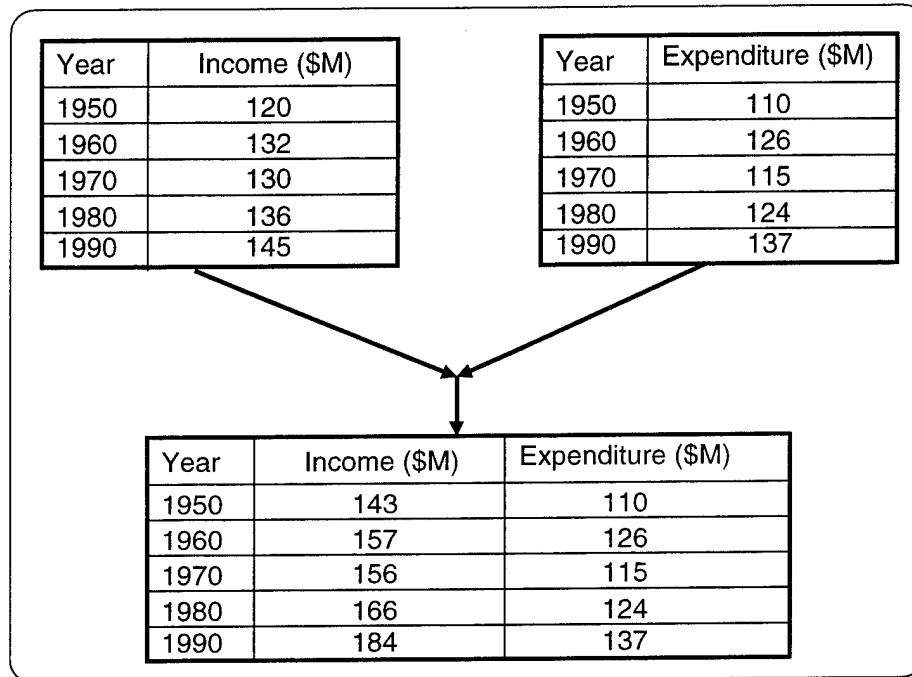 Year Income ($M)
1950 120
1960 132
1970 130
1980 136
1990 145
Year Expenditure ($M)
1950 110
1960 126
1970 115
1980 124
1990 137
Year Income ($M) Expenditure ($M)
1950 143 110
1960 157 126
1970 156 115
1980 166 124
1990 184 137